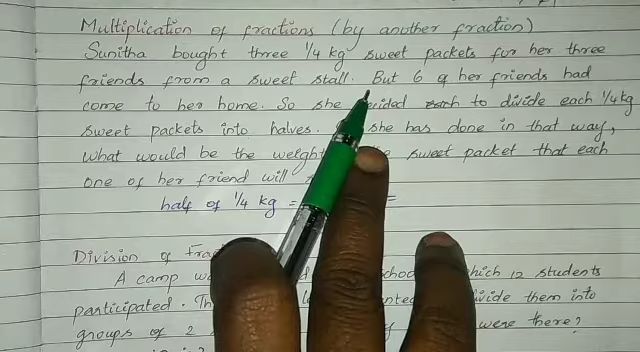 Multiplication of fractions (by another fraction)
Sunitha bought three 1/4 kg sweet packets for her three
friends from a sweet stall. But 6 of her friends had
come to her home. So she to divide each 1/4 kg
sweet packets into halves. she has done in that way,
what would be the weight sweet packet that each
one of her friend will
half of 1/4 kg = =
Division of
A camp which 12 students
participated. divide them into
groups of 2 were there?